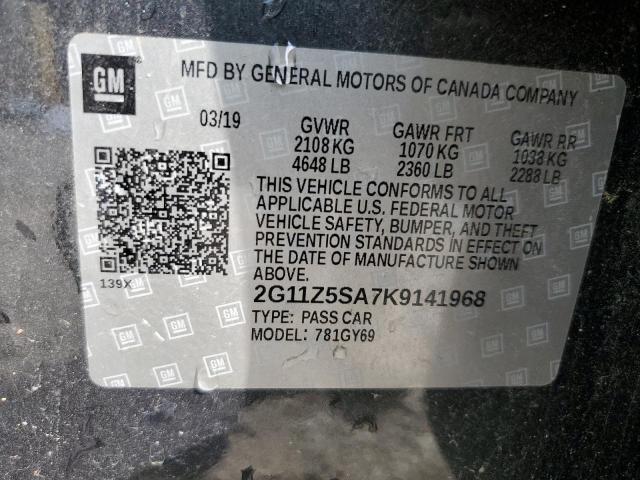 GM
MFD BY GENERAL MOTORS OF CANADA COMPANY
03/19
GVWR GAWR FRT GAWR RR
2108 KG 1070 KG 1038 KG
4648 LB 2360 LB 2288 LB
THIS VEHICLE CONFORMS TO ALL
APPLICABLE U.S. FEDERAL MOTOR
VEHICLE SAFETY, BUMPER, AND THEFT
PREVENTION STANDARDS IN EFFECT ON
THE DATE OF MANUFACTURE SHOWN
ABOVE.
139X
2G11Z5SA7K9141968
TYPE: PASS CAR
MODEL: 781GY69